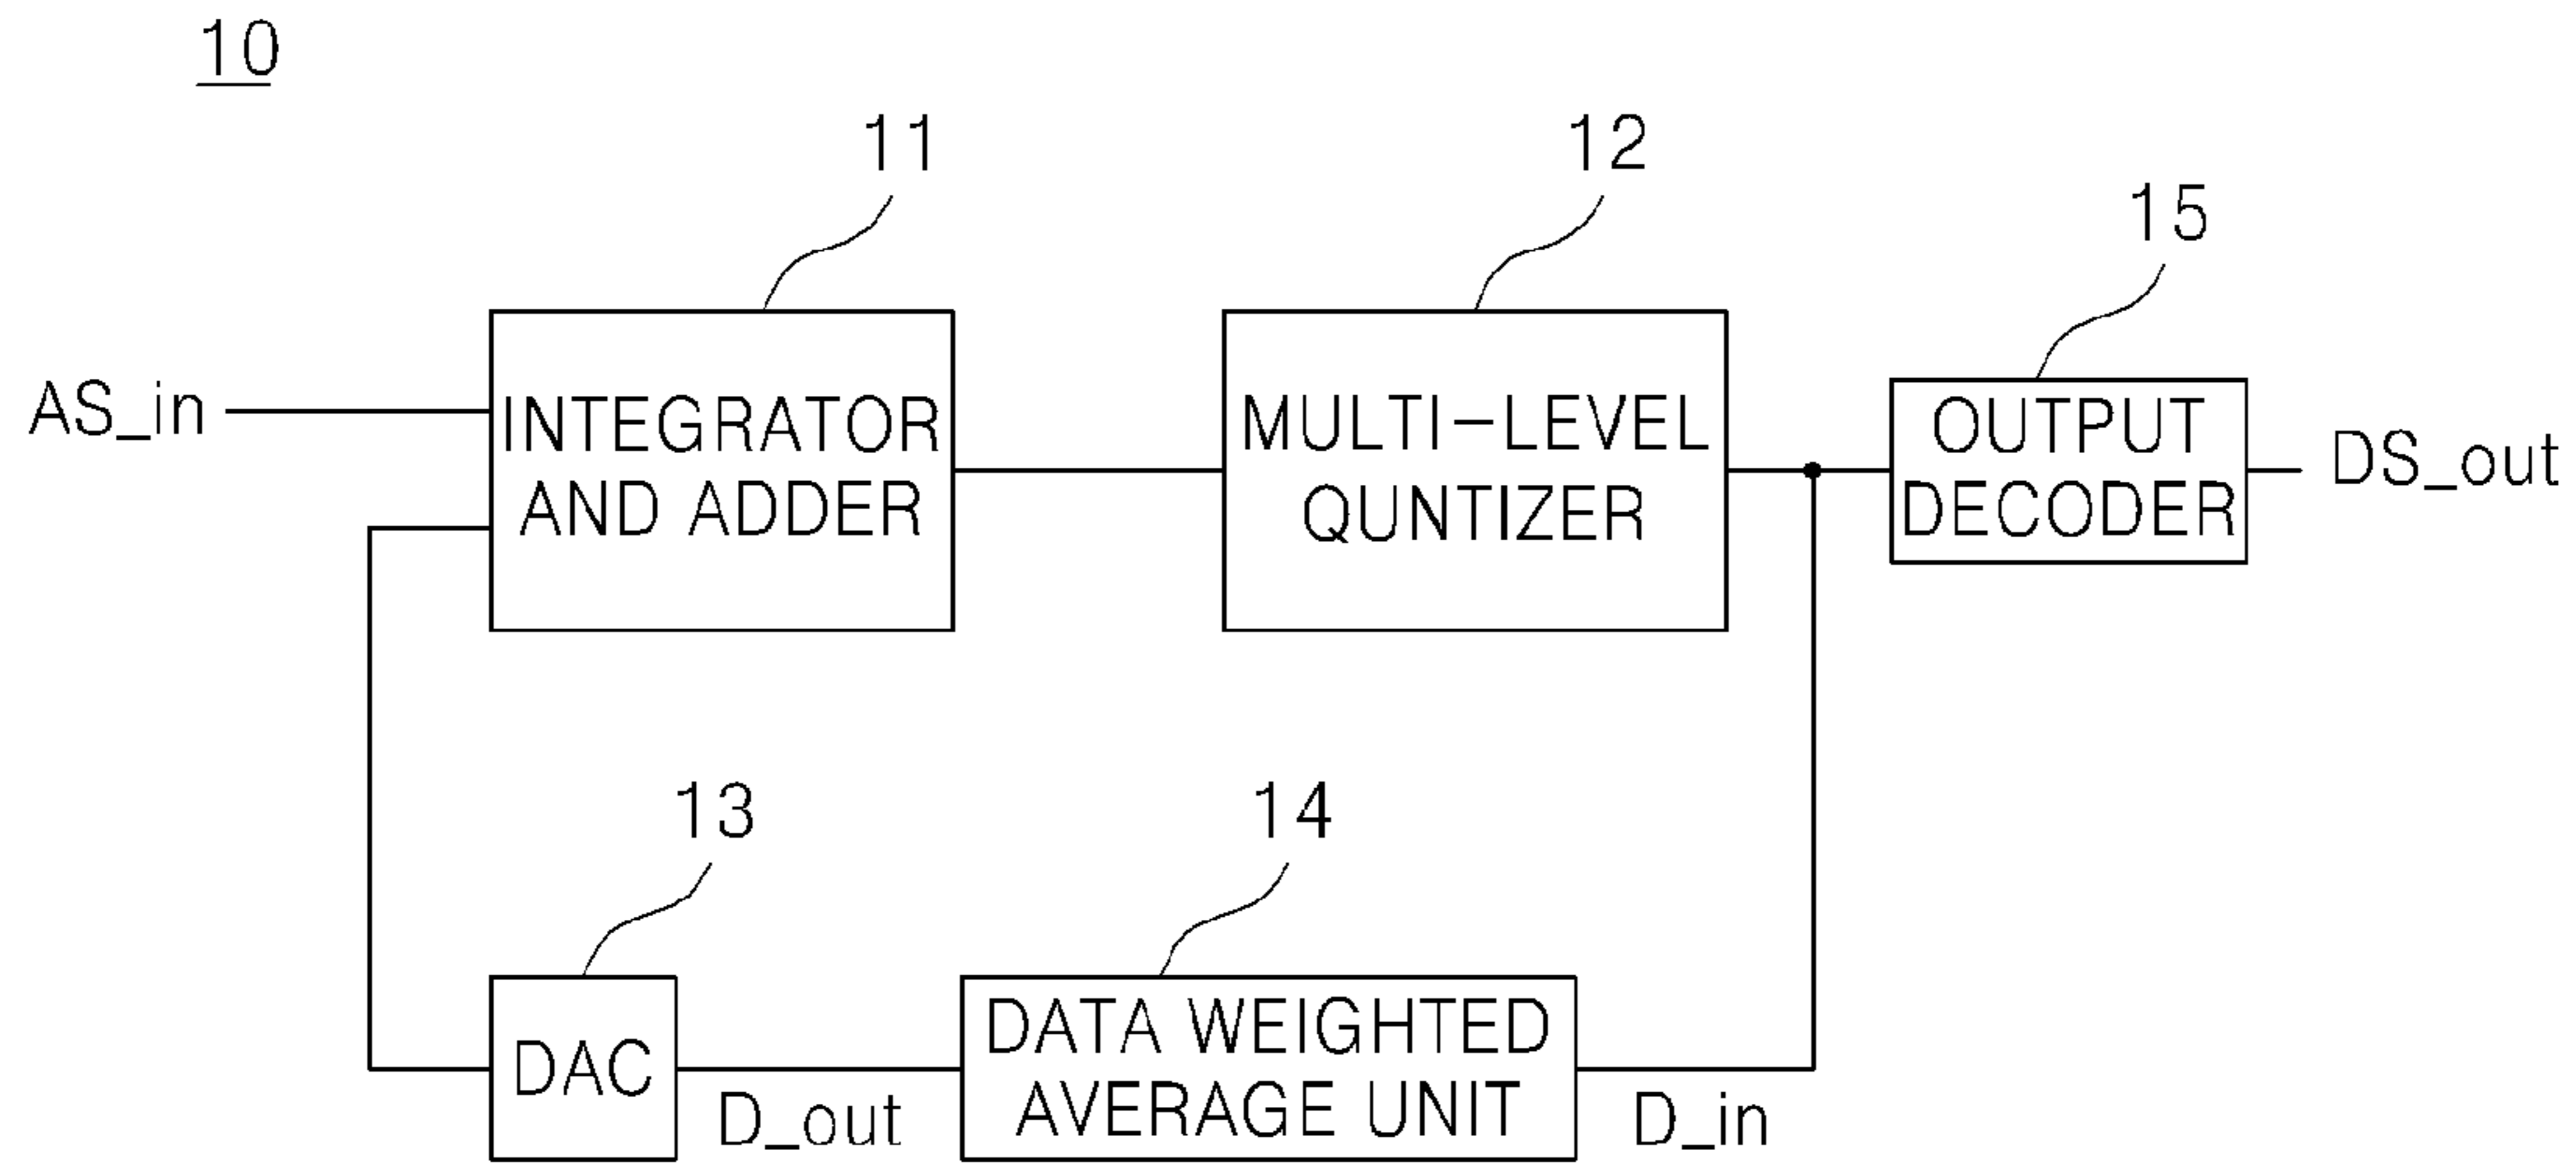 10
11
12
15
AS_in
INTEGRATOR
AND ADDER
MULTI-LEVEL
QUNTIZER
OUTPUT
DECODER
DS_out
13
14
DAC
D_out
DATA WEIGHTED
AVERAGE UNIT
D_in